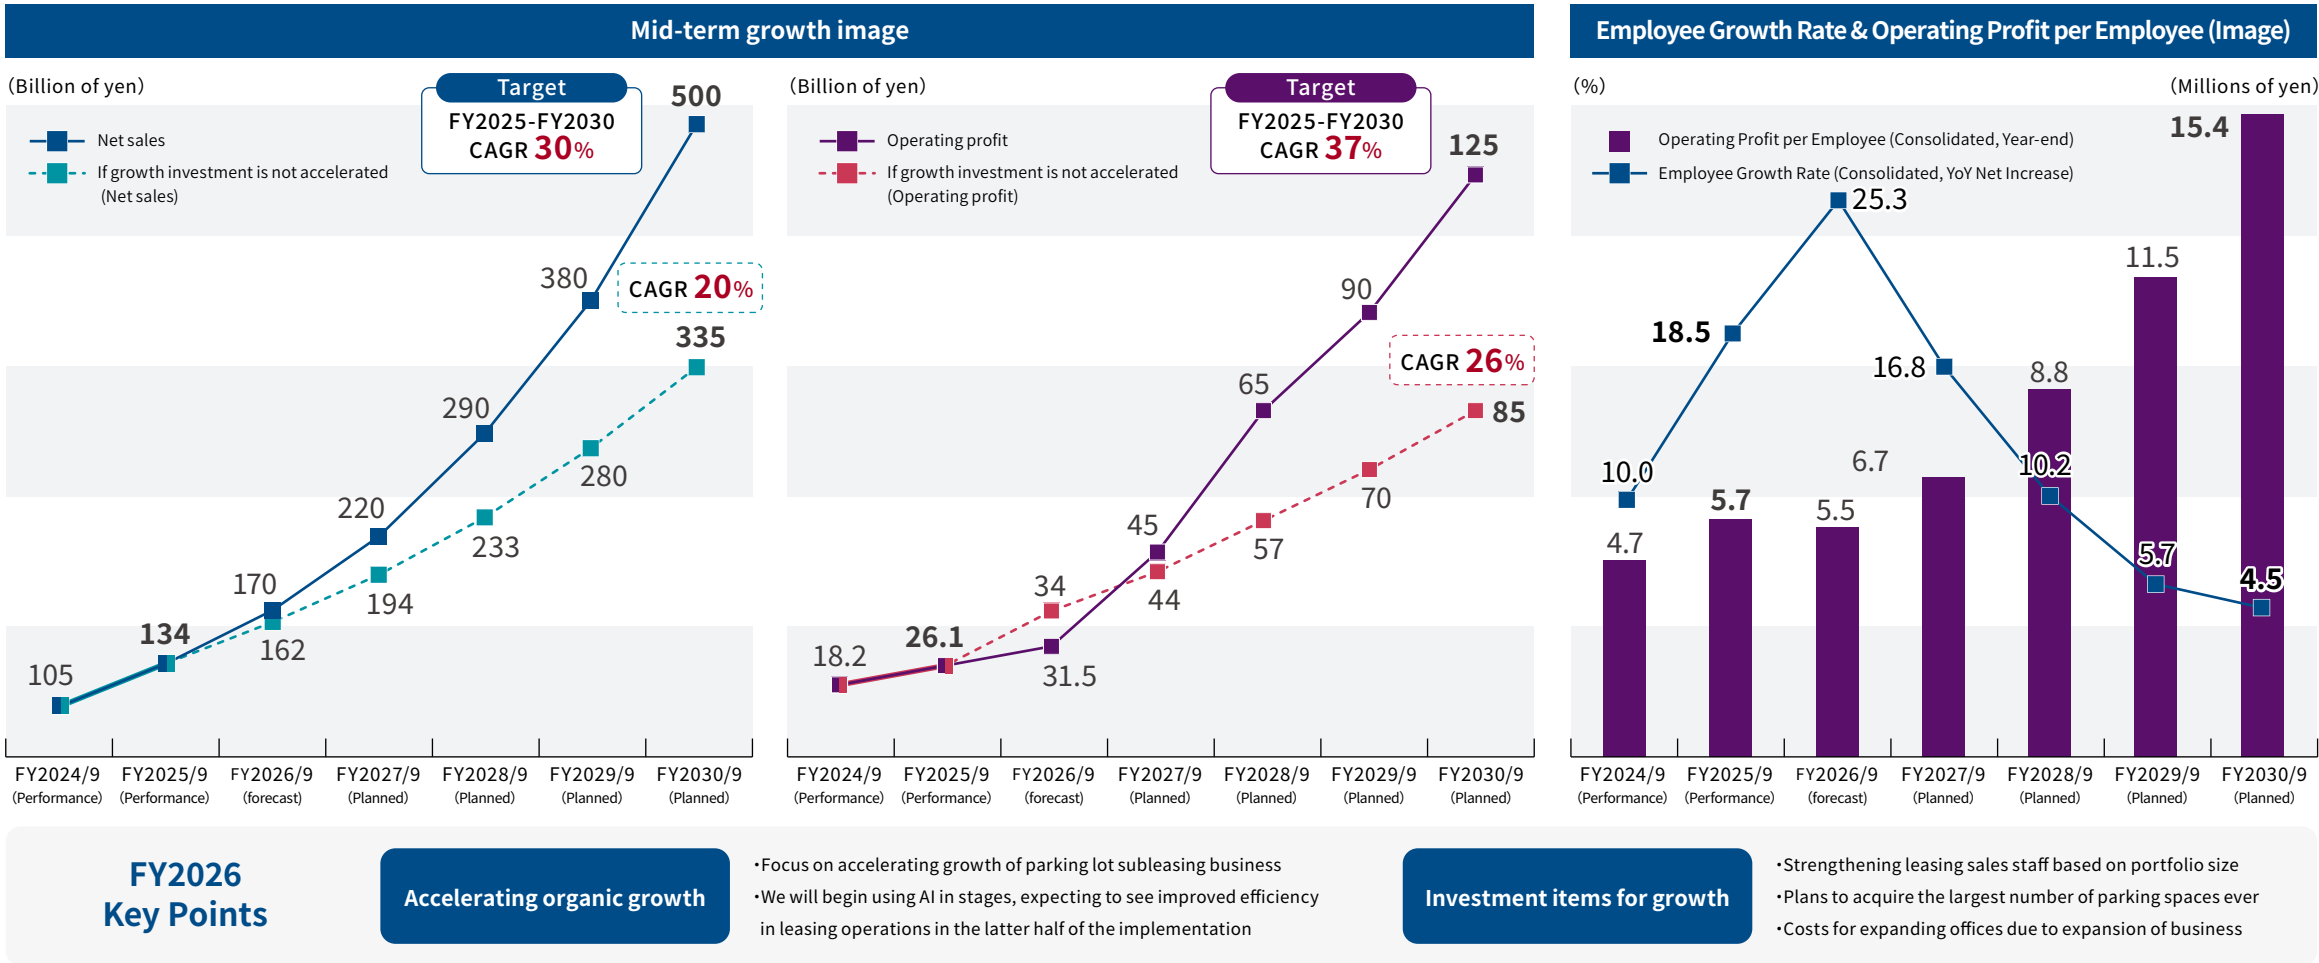 Mid-term growth image
(Billion of yen)
Net sales
If growth investment is not accelerated
(Net sales)
Target
FY2025-FY2030
CAGR 30%
500
380
CAGR 20%
335
290
280
220
233
170
194
134
162
105
FY2024/9 FY2025/9 FY2026/9 FY2027/9 FY2028/9 FY2029/9 FY2030/9
(Performance) (Performance) (forecast) (Planned) (Planned) (Planned) (Planned)
(Billion of yen)
Operating profit
If growth investment is not accelerated
(Operating profit)
Target
FY2025-FY2030
CAGR 37%
125
90
CAGR 26%
65
85
70
45
57
34
44
26.1
18.2
31.5
FY2024/9 FY2025/9 FY2026/9 FY2027/9 FY2028/9 FY2029/9 FY2030/9
(Performance) (Performance) (forecast) (Planned) (Planned) (Planned) (Planned)
Employee Growth Rate & Operating Profit per Employee (Image)
(%)
(Millions of yen)
Operating Profit per Employee (Consolidated, Year-end)
Employee Growth Rate (Consolidated, YoY Net Increase)
15.4
25.3
11.5
18.5
16.8
8.8
10.0
6.7
10.2
5.7
5.5
4.7
5.7
4.5
FY2024/9 FY2025/9 FY2026/9 FY2027/9 FY2028/9 FY2029/9 FY2030/9
(Performance) (Performance) (forecast) (Planned) (Planned) (Planned) (Planned)
FY2026
Key Points
Accelerating organic growth
・Focus on accelerating growth of parking lot subleasing business
・We will begin using AI in stages, expecting to see improved efficiency
in leasing operations in the latter half of the implementation
Investment items for growth
・Strengthening leasing sales staff based on portfolio size
・Plans to acquire the largest number of parking spaces ever
・Costs for expanding offices due to expansion of business